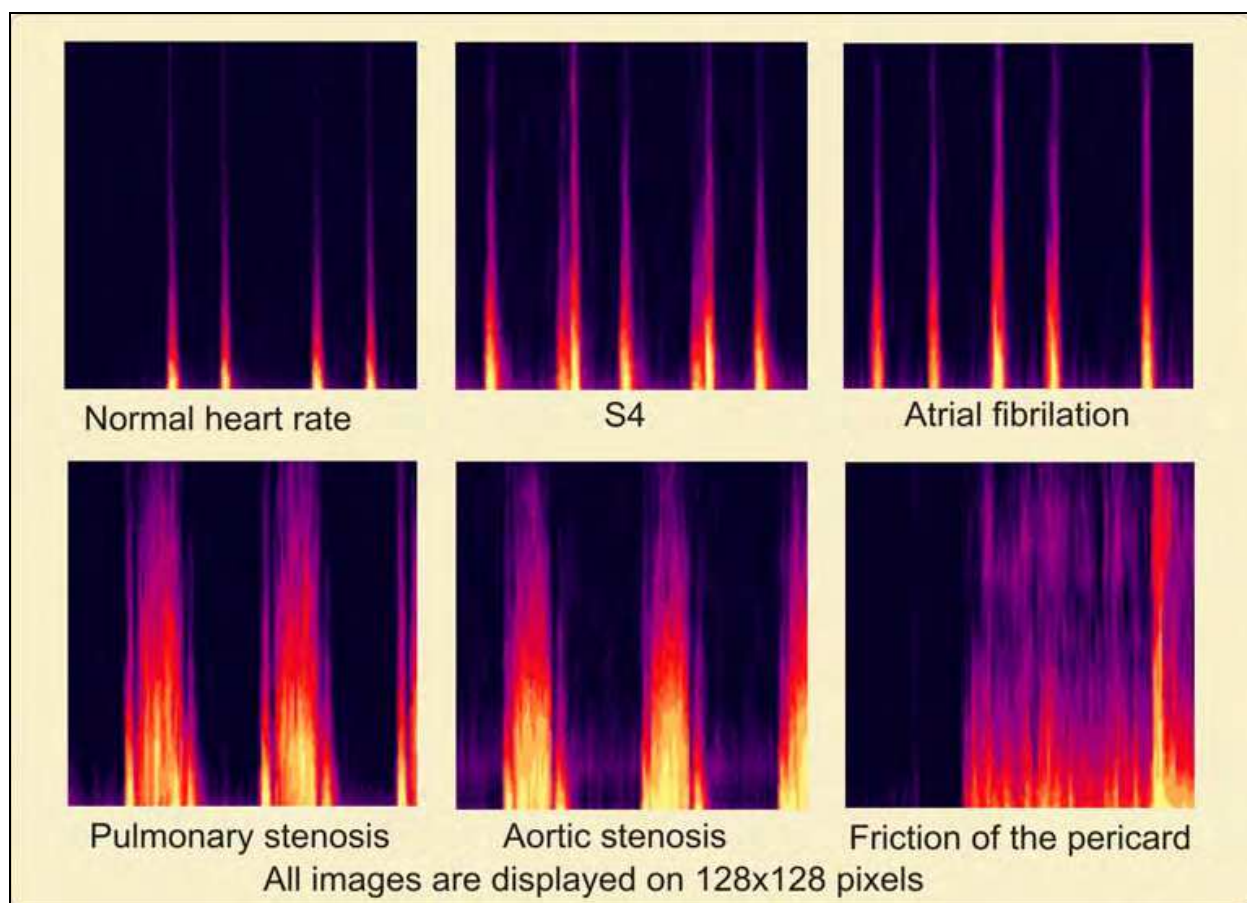 Normal heart rate
S4
Atrial fibrilation
Pulmonary stenosis
Aortic stenosis
Friction of the pericard
All images are displayed on 128x128 pixels